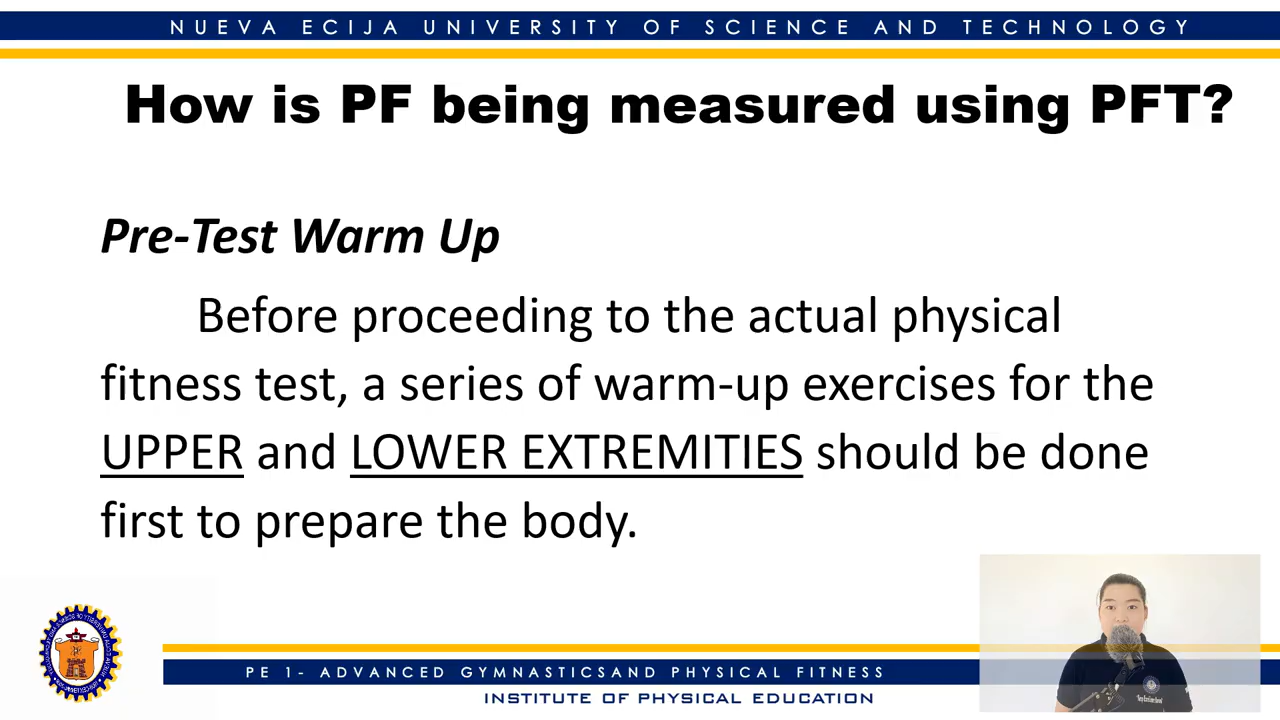 NUEVA ECIJA UNIVERSITY OF SCIENCE AND TECHNOLOGY
How is PF being measured using PFT?
Pre-Test Warm Up
Before proceeding to the actual physical
fitness test, a series of warm-up exercises for the
UPPER and LOWER EXTREMITIES should be done
first to prepare the body.
PE 1- ADVANCED GYMNASTICSAND PHYSICAL FITNESS
INSTITUTE OF PHYSICAL EDUCATION